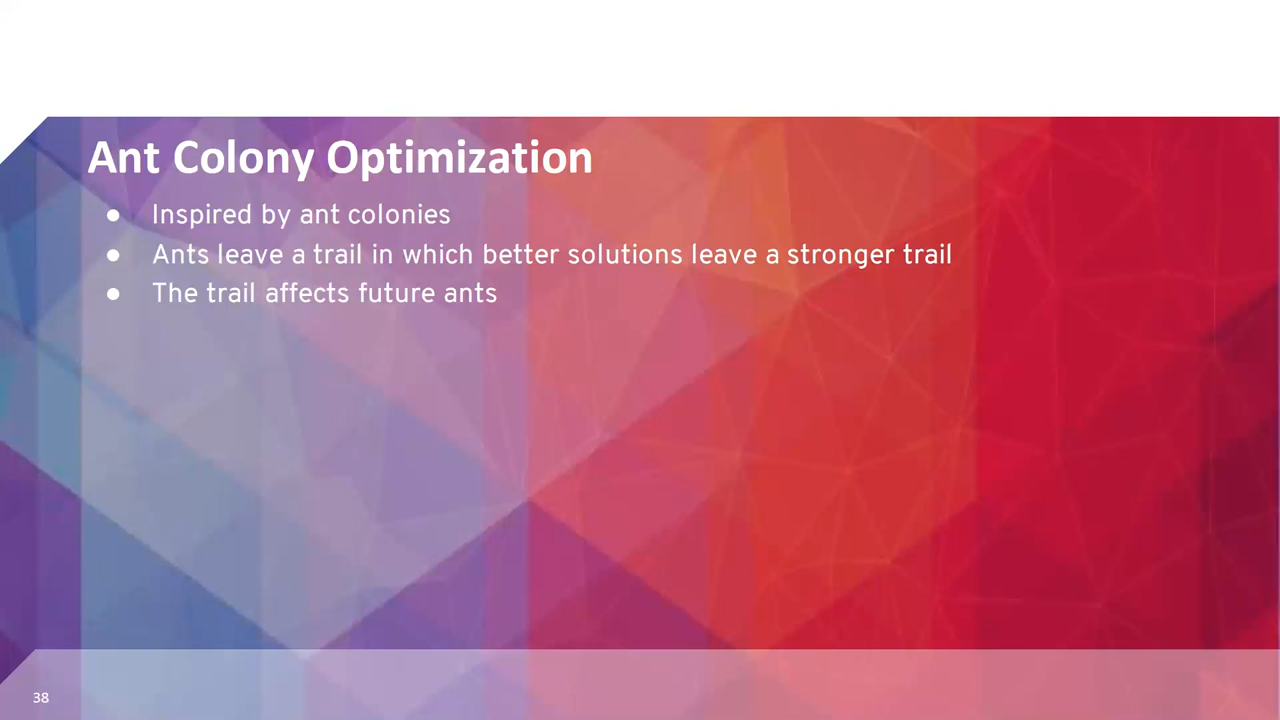 Ant Colony Optimization
● Inspired by ant colonies
● Ants leave a trail in which better solutions leave a stronger trail
● The trail affects future ants
38